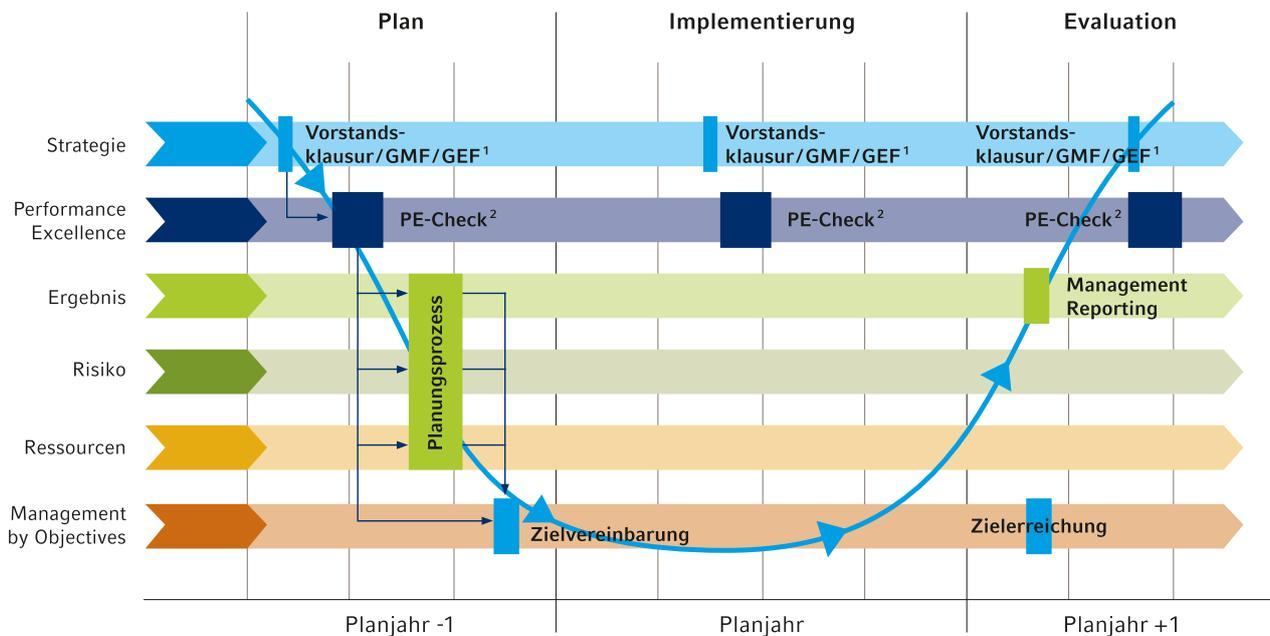 Plan
Implementierung
Evaluation
Strategie
Vorstands-
klausur/GMF/GEF¹
Vorstands-
klausur/GMF/GEF¹
Vorstands-
klausur/GMF/GEF¹
Performance
Excellence
PE-Check²
PE-Check²
PE-Check²
Ergebnis
Management
Reporting
Planungsprozess
Risiko
Ressourcen
Management
by Objectives
Zielvereinbarung
Zielerreichung
Planjahr -1
Planjahr
Planjahr +1